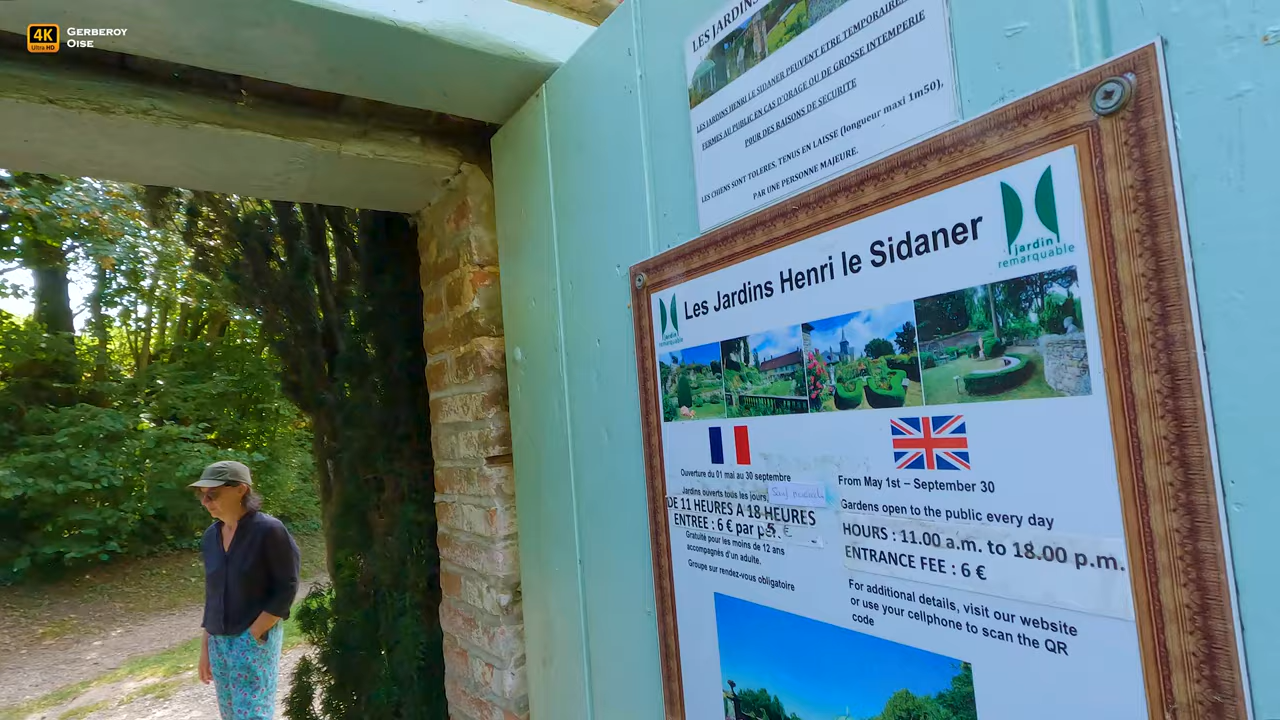 4K
Ultra HD
GERBEROY
OISE
LES JARDINS
LES JARDINS HENRI LE SIDANER PEUVENT ETRE TEMPORAIRE
FERMES AU PUBLIC EN CAS D'ORAGE OU DE GROSSE INTEMPERIE
POUR DES RAISONS DE SECURITE
LES CHIENS SONT TOLERES, TENUS EN LAISSE (longueur maxi 1m50),
PAR UNE PERSONNE MAJEURE.
Les Jardins Henri le Sidaner
jardin
remarquable
jardin
remarquable
Ouverture du 01 mai au 30 septembre
Jardins ouverts tous les jours,
DE 11 HEURES A 18 HEURES
ENTREE : 6 € par p5. €
Gratuité pour les moins de 12 ans
accompagnés d'un adulte.
Groupe sur rendez-vous obligatoire
From May 1st – September 30
Gardens open to the public every day
HOURS : 11.00 a.m. to 18.00 p.m.
ENTRANCE FEE : 6 €
For additional details, visit our website
or use your cellphone to scan the QR
code